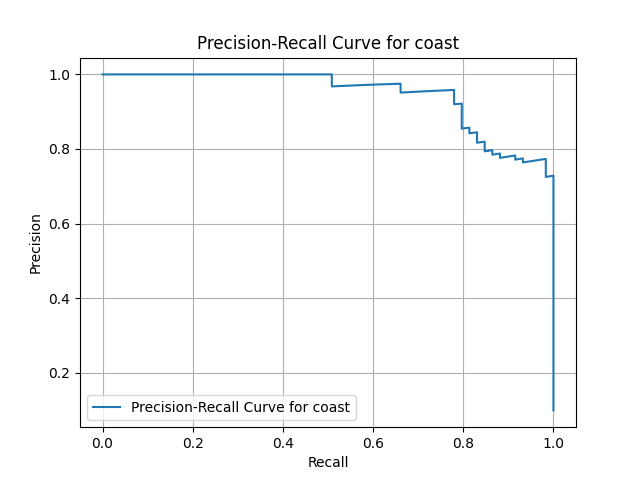 Precision-Recall Curve for coast
1.0
0.8
0.6
0.4
0.2
Precision
Precision-Recall Curve for coast
0.0 0.2 0.4 0.6 0.8 1.0
Recall